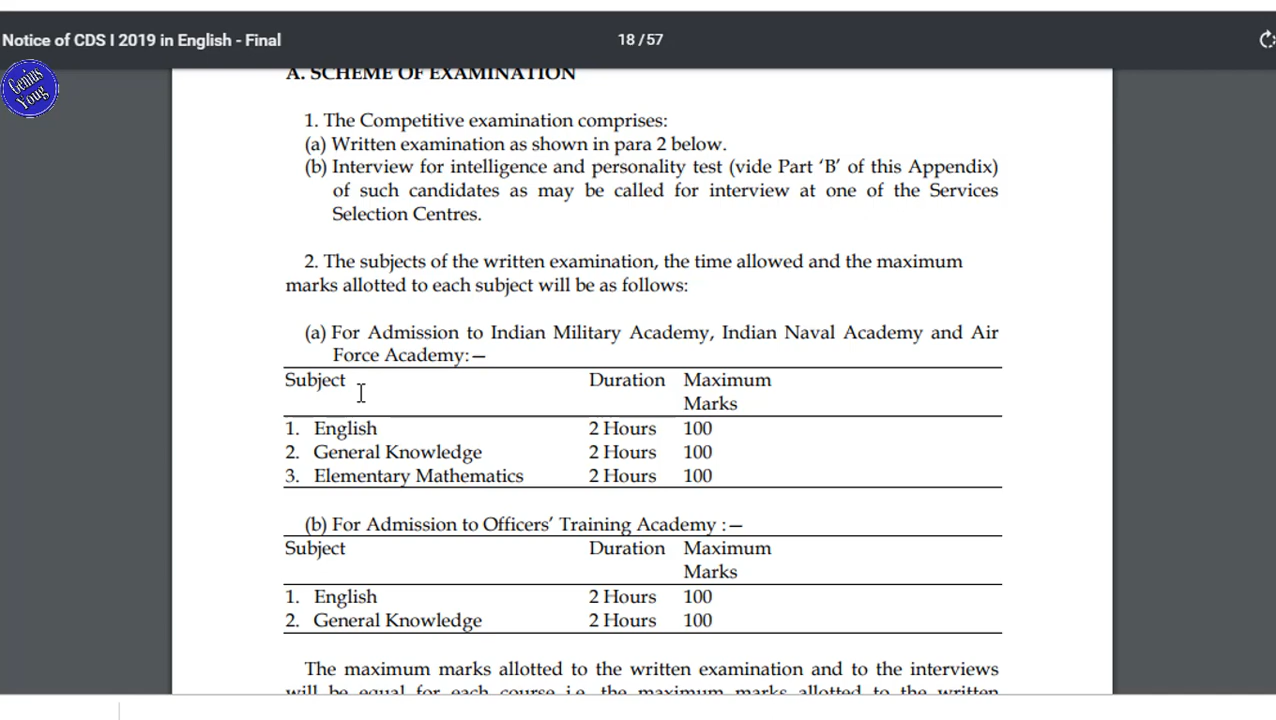 Notice of CDS I 2019 in English - Final
18 / 57
Genius
Youg
A. SCHEME OF EXAMINATION
1. The Competitive examination comprises:
(a) Written examination as shown in para 2 below.
(b) Interview for intelligence and personality test (vide Part ‘B’ of this Appendix)
of such candidates as may be called for interview at one of the Services
Selection Centres.
2. The subjects of the written examination, the time allowed and the maximum
marks allotted to each subject will be as follows:
(a) For Admission to Indian Military Academy, Indian Naval Academy and Air
Force Academy:—
Subject Duration Maximum
Marks
1. English 2 Hours 100
2. General Knowledge 2 Hours 100
3. Elementary Mathematics 2 Hours 100
(b) For Admission to Officers’ Training Academy :—
Subject Duration Maximum
Marks
1. English 2 Hours 100
2. General Knowledge 2 Hours 100
The maximum marks allotted to the written examination and to the interviews
will be equal for each course i.e. the maximum marks allotted to the written